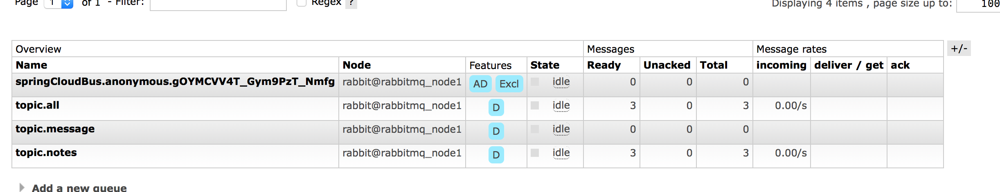 Page 1 of 1 - Filter: Regex ? Displaying 4 items , page size up to: 100
Overview Messages Message rates +/-
Name Node Features State Ready Unacked Total incoming deliver / get ack
springCloudBus.anonymous.gOYMCVV4T_Gym9PzT_Nmfg rabbit@rabbitmq_node1 AD Excl idle 0 0 0
topic.all rabbit@rabbitmq_node1 D idle 3 0 3 0.00/s
topic.message rabbit@rabbitmq_node1 D idle 0 0 0
topic.notes rabbit@rabbitmq_node1 D idle 3 0 3 0.00/s
Add a new queue